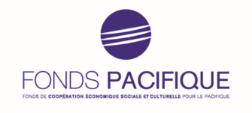 FONDS PACIFIQUE
FONDS DE COOPÉRATION ÉCONOMIQUE SOCIALE ET CULTURELLE POUR LE PACIFIQUE